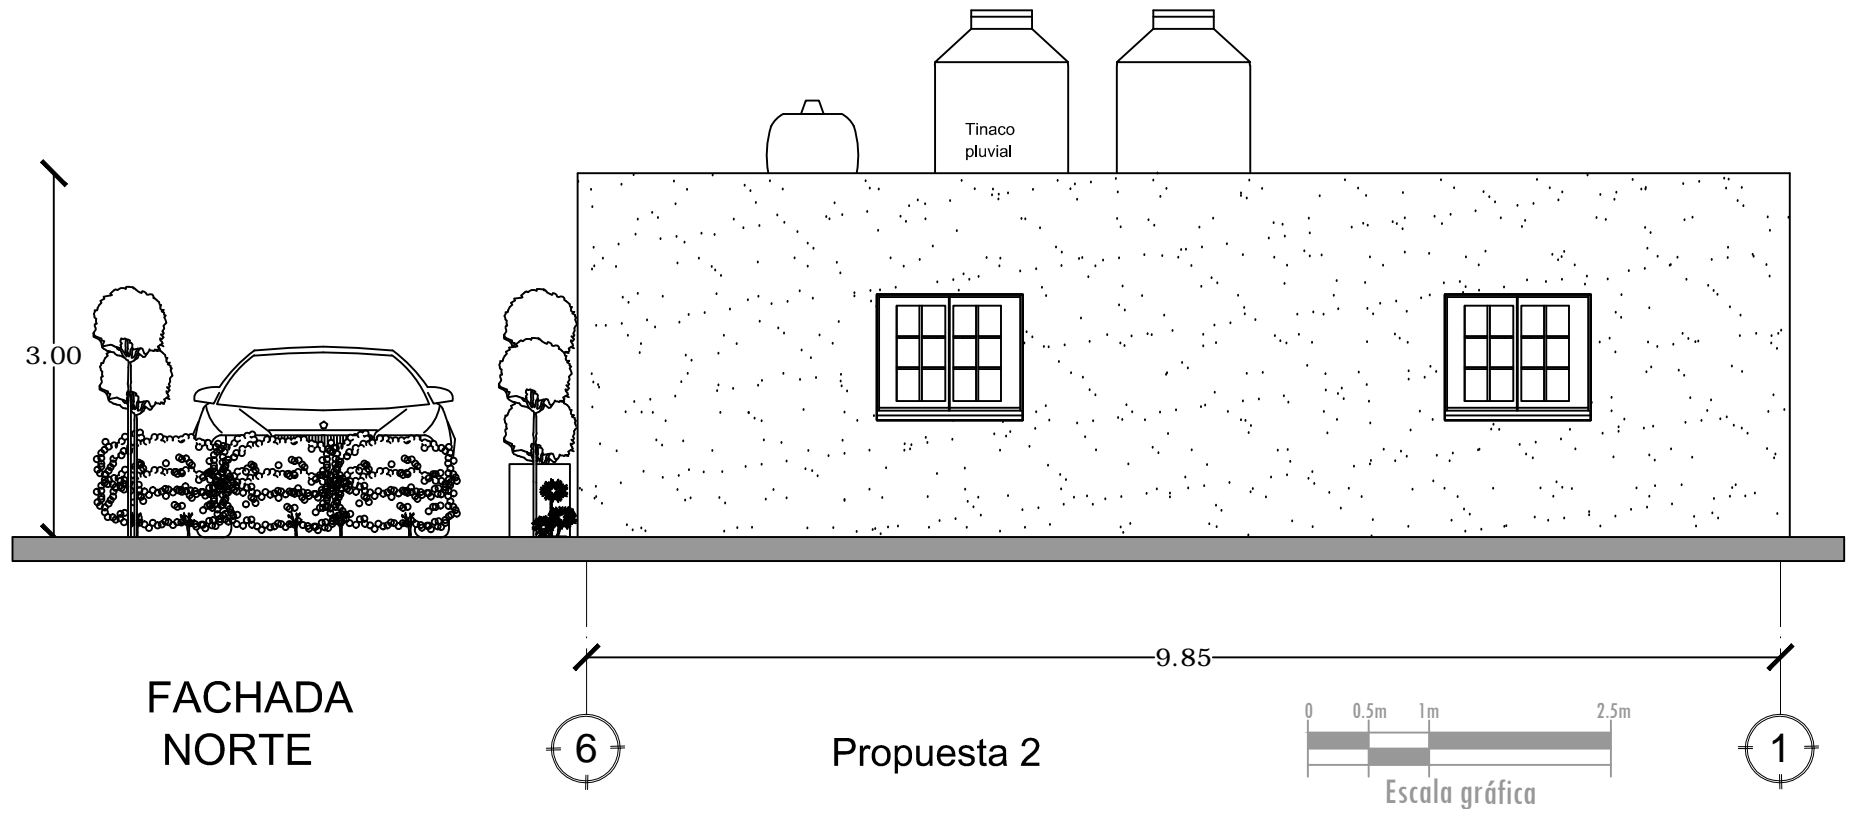 Tinaco
pluvial
3.00
9.85
FACHADA
NORTE
6
Propuesta 2
0 0.5m 1m 2.5m
Escala gráfica
1